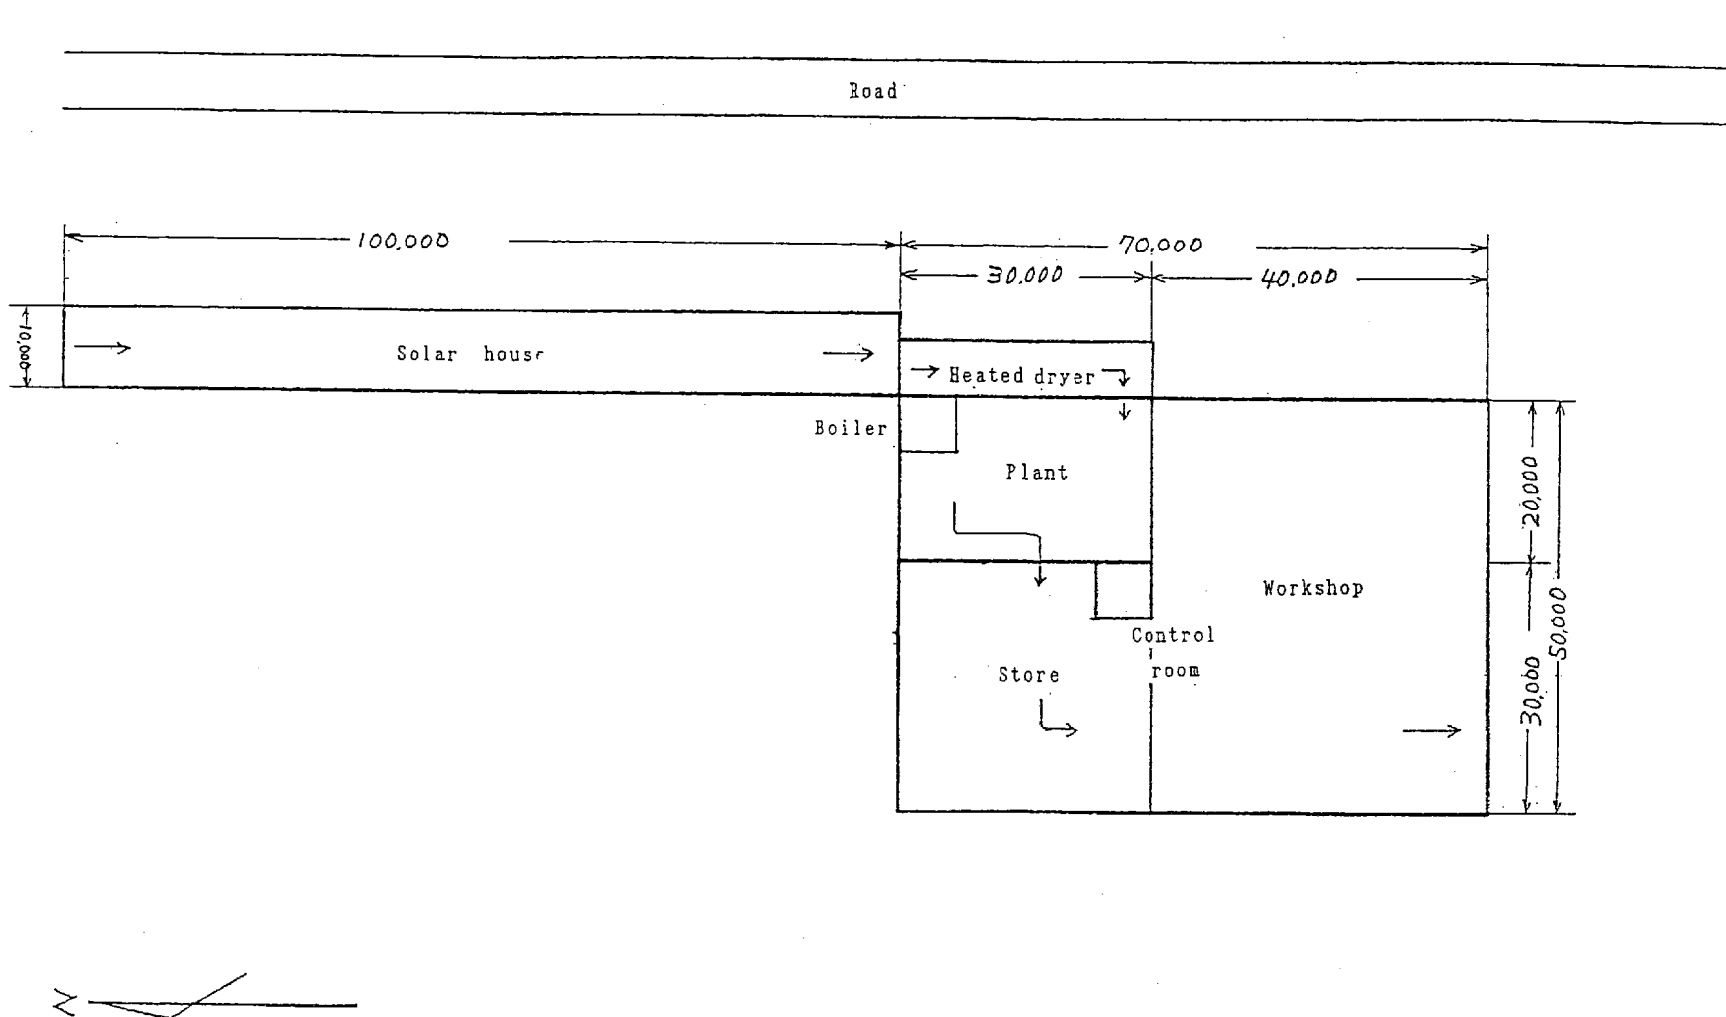 Road
100,000
70,000
30,000
40,000
10,000
Solar house
Heated dryer
Boiler
Plant
20,000
50,000
Workshop
Control
room
Store
30,000
N